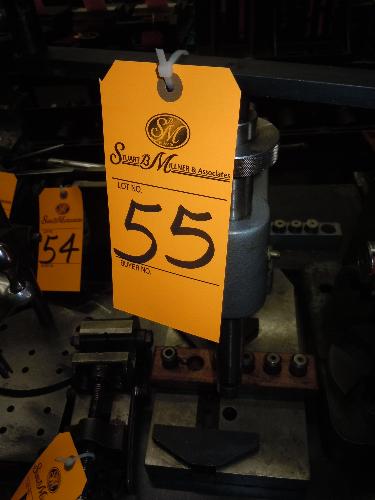 SM
STUART B MILLNER & Associates
LOT NO.
55
BUYER NO.
54